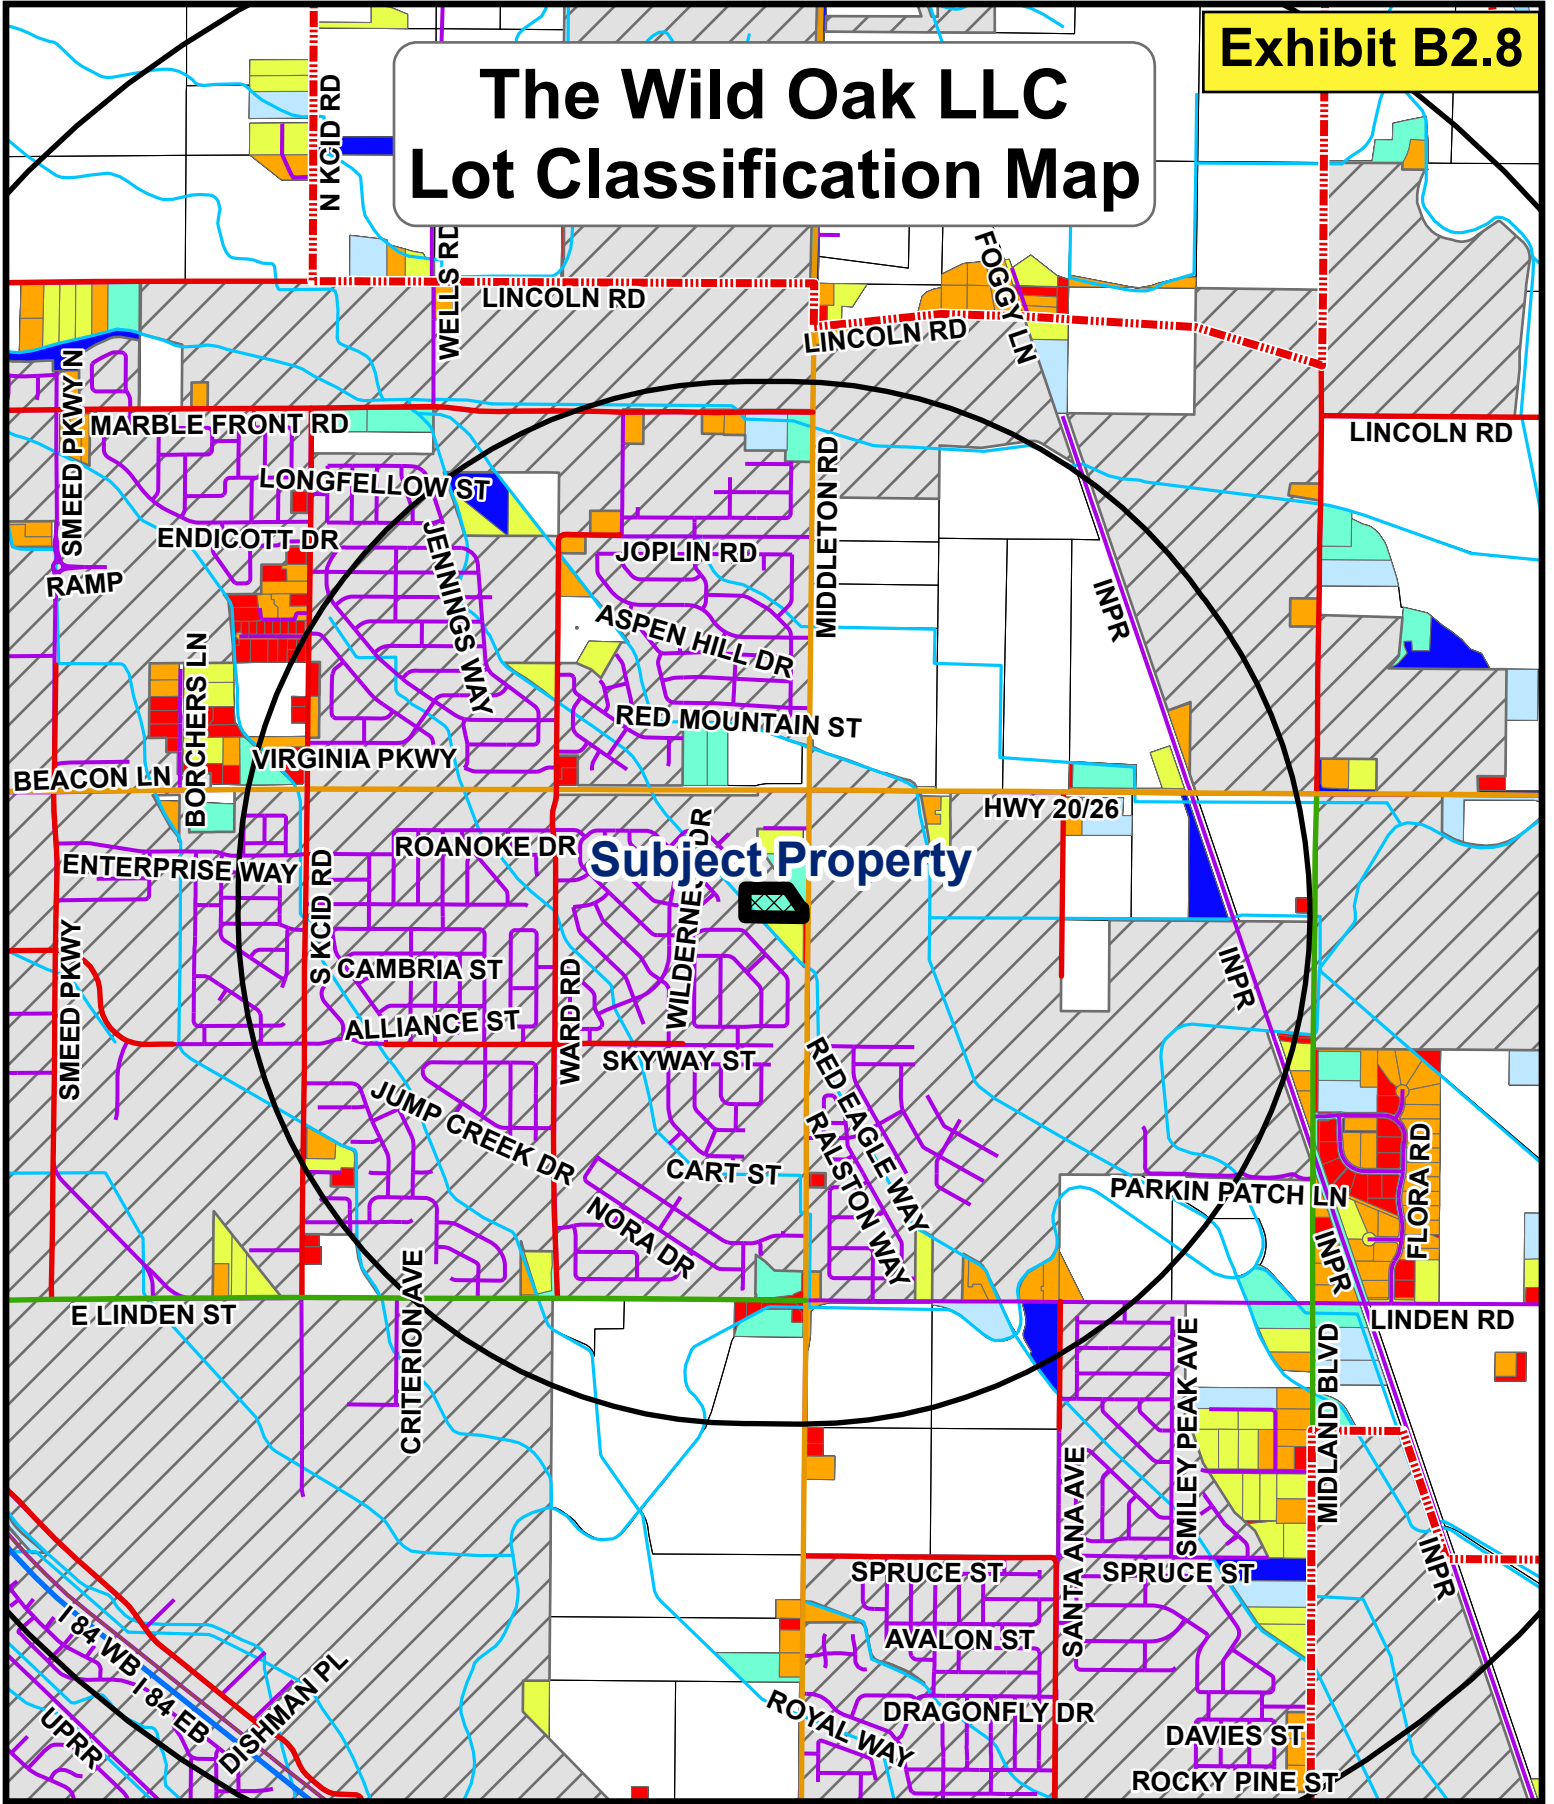 Exhibit B2.8
The Wild Oak LLC
Lot Classification Map
N KCID RD
WELLS RD
FOGGY LN
LINCOLN RD
LINCOLN RD
LINCOLN RD
SMEED PKWY N
MARBLE FRONT RD
LONGFELLOW ST
ENDICOTT DR
JENNINGS WAY
JOPLIN RD
MIDDLETON RD
RAMP
INPR
ASPEN HILL DR
BORCHERS LN
RED MOUNTAIN ST
VIRGINIA PKWY
BEACON LN
HWY 20/26
ROANOKE DR
Subject Property
ENTERPRISE WAY
S KCID RD
WILDERNESS DR
CAMBRIA ST
SMEED PKWY
WARD RD
INPR
ALLIANCE ST
SKYWAY ST
RED EAGLE WAY
JUMP CREEK DR
RALSTON WAY
CART ST
PARKIN PATCH LN
FLORA RD
NORA DR
INPR
CRITERION AVE
E LINDEN ST
LINDEN RD
SMILEY PEAK AVE
MIDLAND BLVD
SANTA ANA AVE
SPRUCE ST
SPRUCE ST
INPR
AVALON ST
I 84 WB
I 84 EB
DISHMAN PL
UPRR
ROYAL WAY
DRAGONFLY DR
DAVIES ST
ROCKY PINE ST